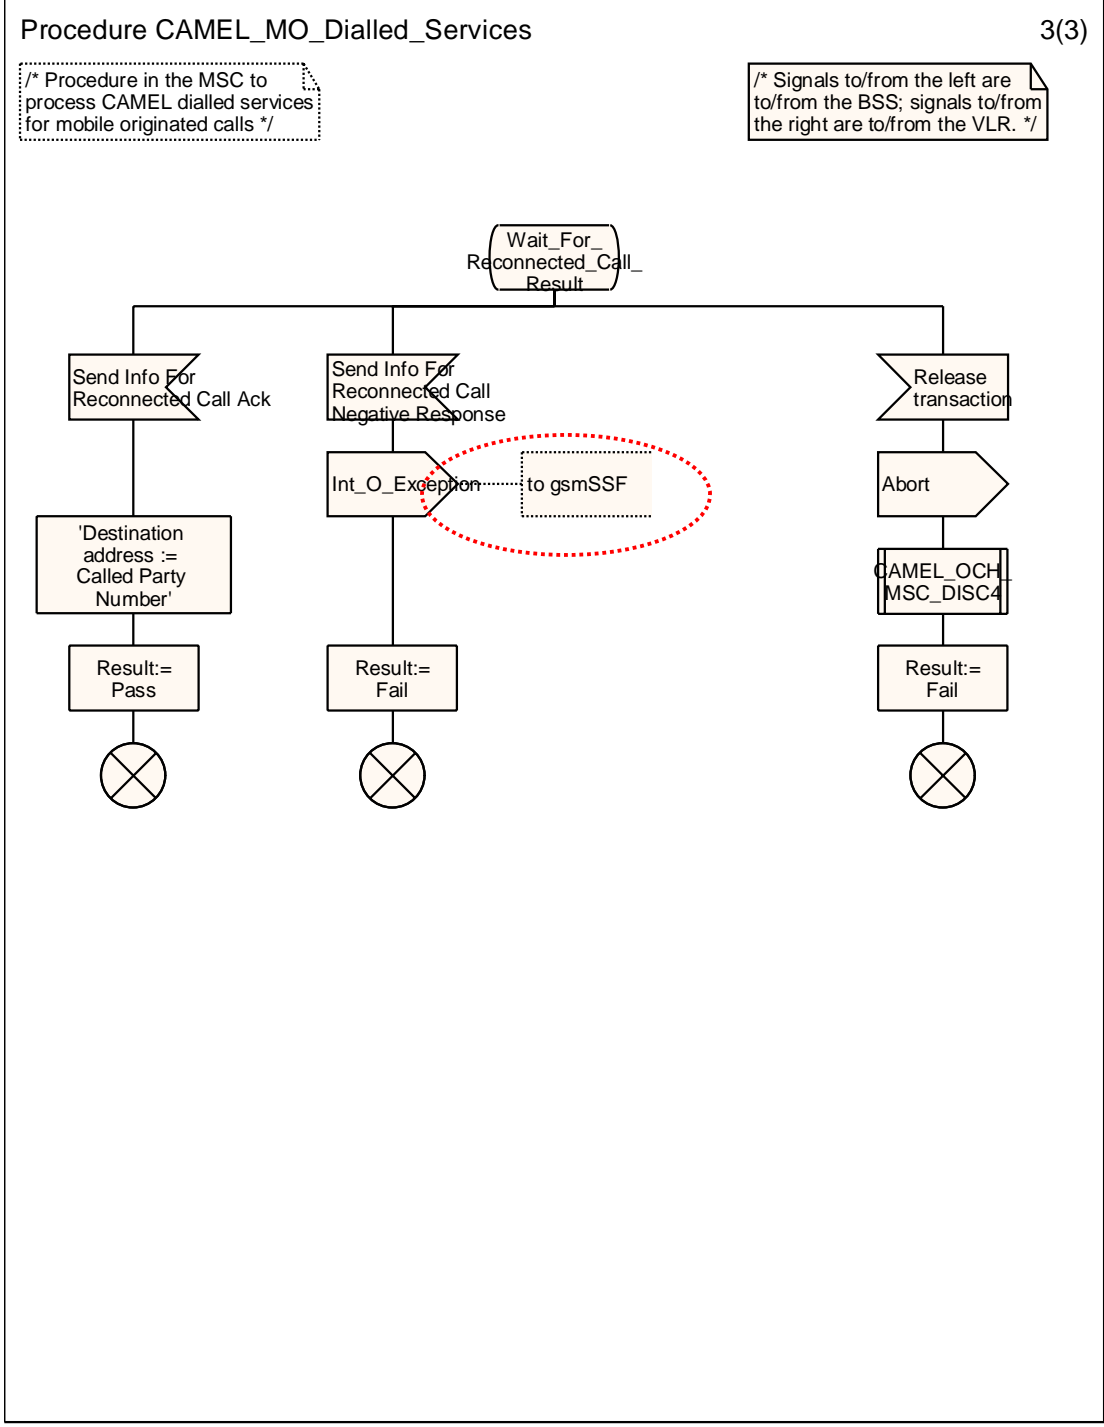 Procedure CAMEL_MO_Dialled_Services
3(3)
/* Procedure in the MSC to
process CAMEL dialled services
for mobile originated calls */
/* Signals to/from the left are
to/from the BSS; signals to/from
the right are to/from the VLR. */
Wait_For_
Reconnected_Call_
Result
Send Info For
Reconnected Call Ack
Send Info For
Reconnected Call
Negative Response
Release
transaction
Int_O_Exception
to gsmSSF
Abort
'Destination
address :=
Called Party
Number'
CAMEL_OCH_
MSC_DISC4
Result:=
Pass
Result:=
Fail
Result:=
Fail